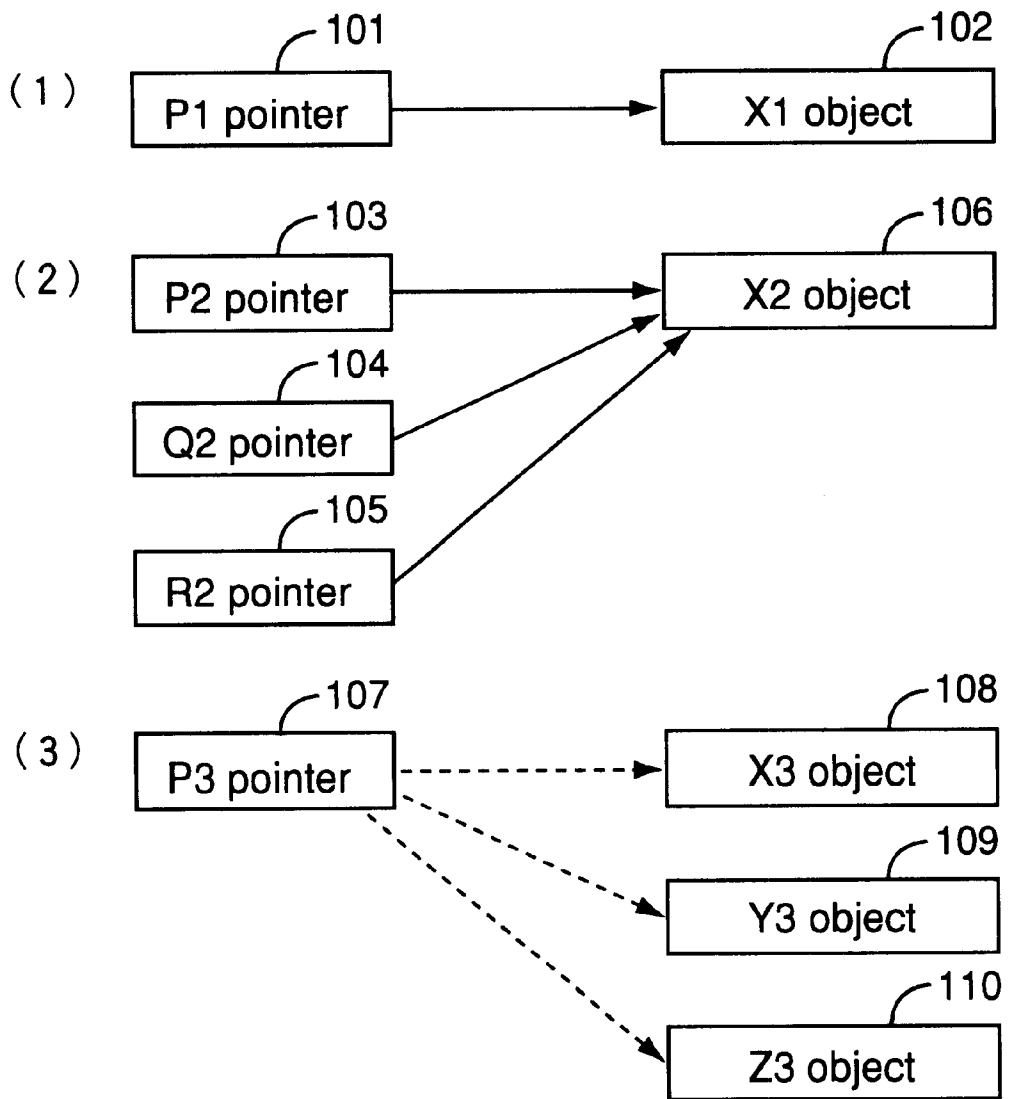 101
102
(1)
P1 pointer
X1 object
103
106
(2)
P2 pointer
X2 object
104
Q2 pointer
105
R2 pointer
107
108
(3)
P3 pointer
X3 object
109
Y3 object
110
Z3 object